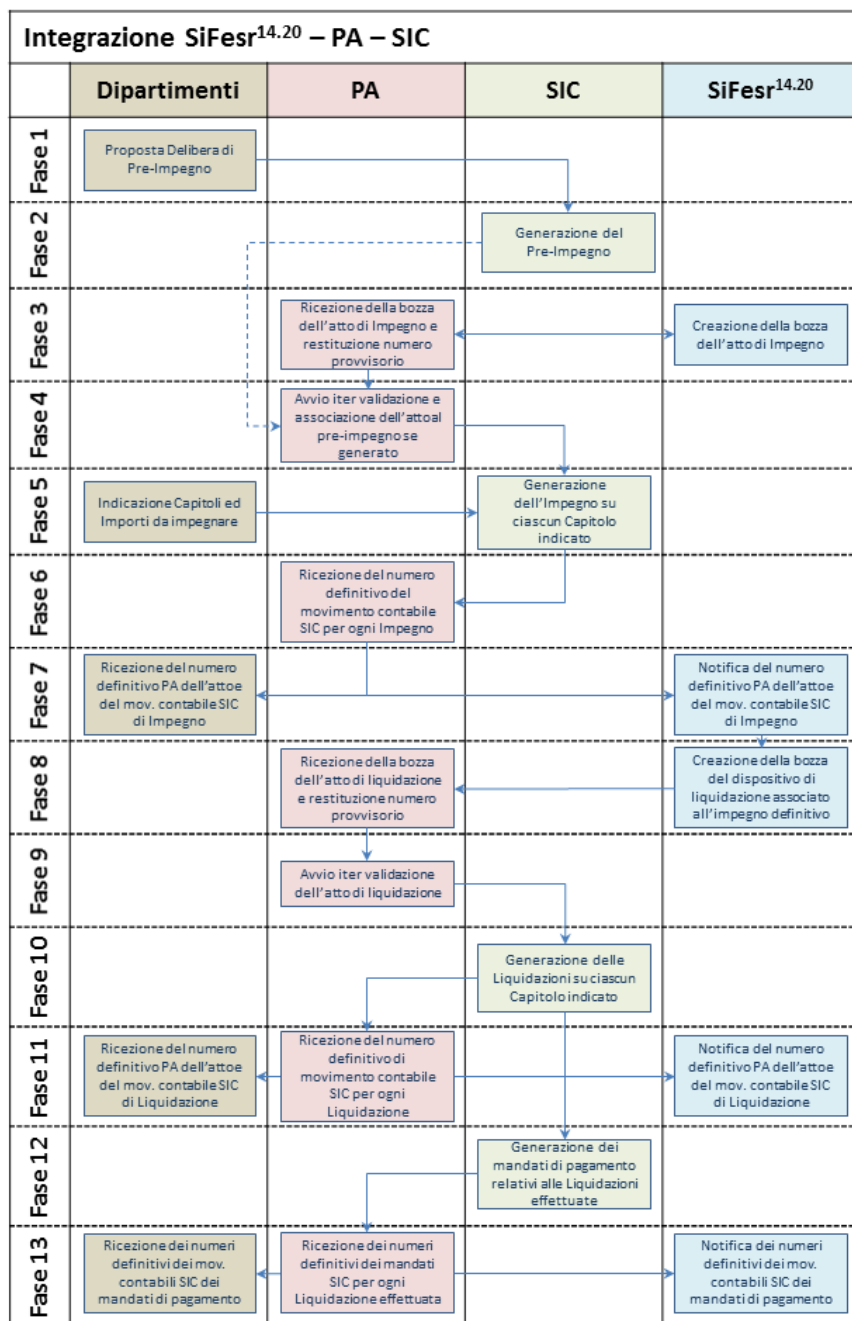 Integrazione SiFesr14.20 – PA – SIC
Dipartimenti
PA
SIC
SiFesr14.20
Fase 1
Proposta Delibera di
Pre-Impegno
Fase 2
Generazione del
Pre-Impegno
Fase 3
Ricezione della bozza
dell'atto di Impegno e
restituzione numero
provvisorio
Creazione della bozza
dell'atto di Impegno
Fase 4
Avvio iter validazione e
associazione dell'attoal
pre-impegno se
generato
Fase 5
Indicazione Capitoli ed
Importi da impegnare
Generazione
dell'Impegno su
ciascun Capitolo
indicato
Fase 6
Ricezione del numero
definitivo del
movimento contabile
SIC per ogni Impegno
Fase 7
Ricezione del numero
definitivo PA dell'attoe
del mov. contabile SIC
di Impegno
Notifica del numero
definitivo PA dell'attoe
del mov. contabile SIC
di Impegno
Fase 8
Ricezione della bozza
dell'atto di liquidazione
e restituzione numero
provvisorio
Creazione della bozza
del dispositivo di
liquidazione associato
all'impegno definitivo
Fase 9
Avvio iter validazione
dell'atto di liquidazione
Fase 10
Generazione delle
Liquidazioni su ciascun
Capitolo indicato
Fase 11
Ricezione del numero
definitivo PA dell'attoe
del mov. contabile SIC
di Liquidazione
Ricezione del numero
definitivo di
movimento contabile
SIC per ogni
Liquidazione
Notifica del numero
definitivo PA dell'attoe
del mov. contabile SIC
di Liquidazione
Fase 12
Generazione dei
mandati di pagamento
relativi alle Liquidazioni
effettuate
Fase 13
Ricezione dei numeri
definitivi dei mov.
contabili SIC dei
mandati di pagamento
Ricezione dei numeri
definitivi dei mandati
SIC per ogni
Liquidazione effettuata
Notifica dei numeri
definitivi dei mov.
contabili SIC dei
mandati di pagamento